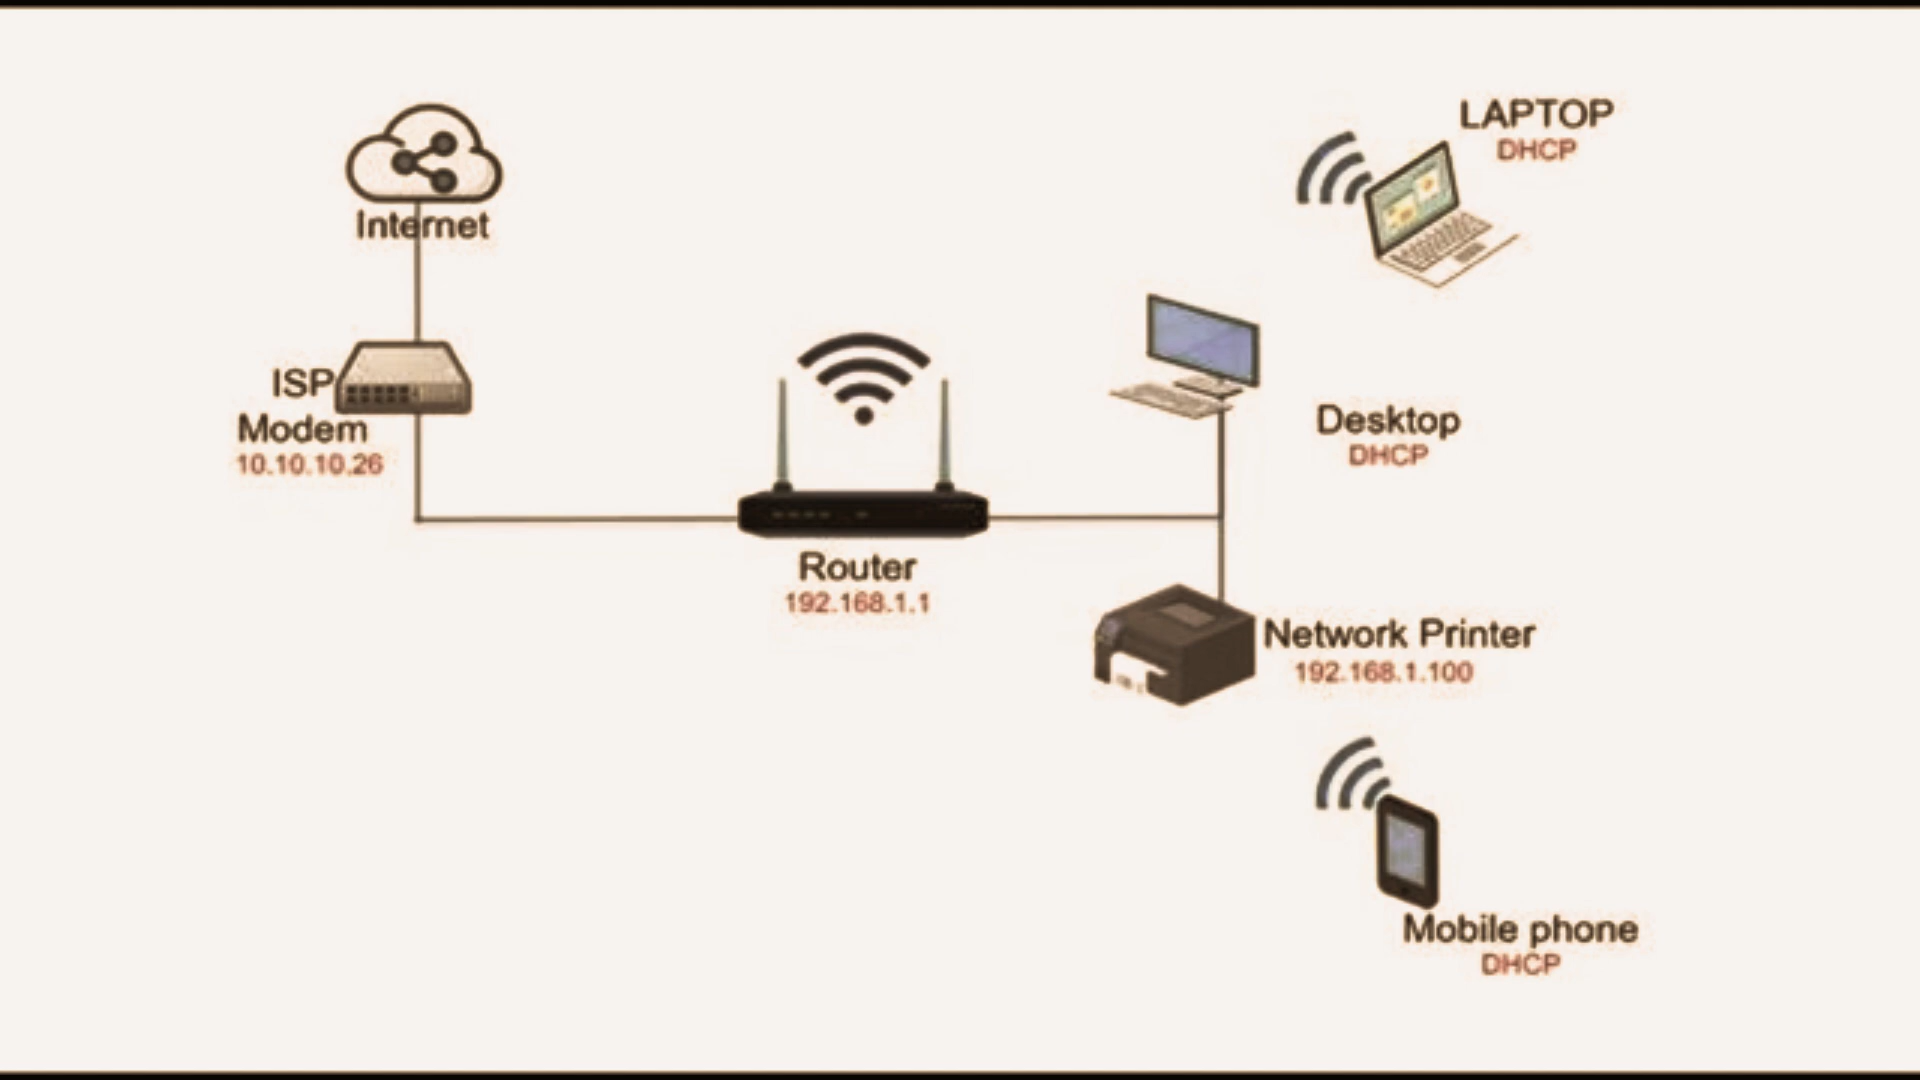 Internet
ISP
Modem
10.10.10.26
Router
192.168.1.1
LAPTOP
DHCP
Desktop
DHCP
Network Printer
192.168.1.100
Mobile phone
DHCP